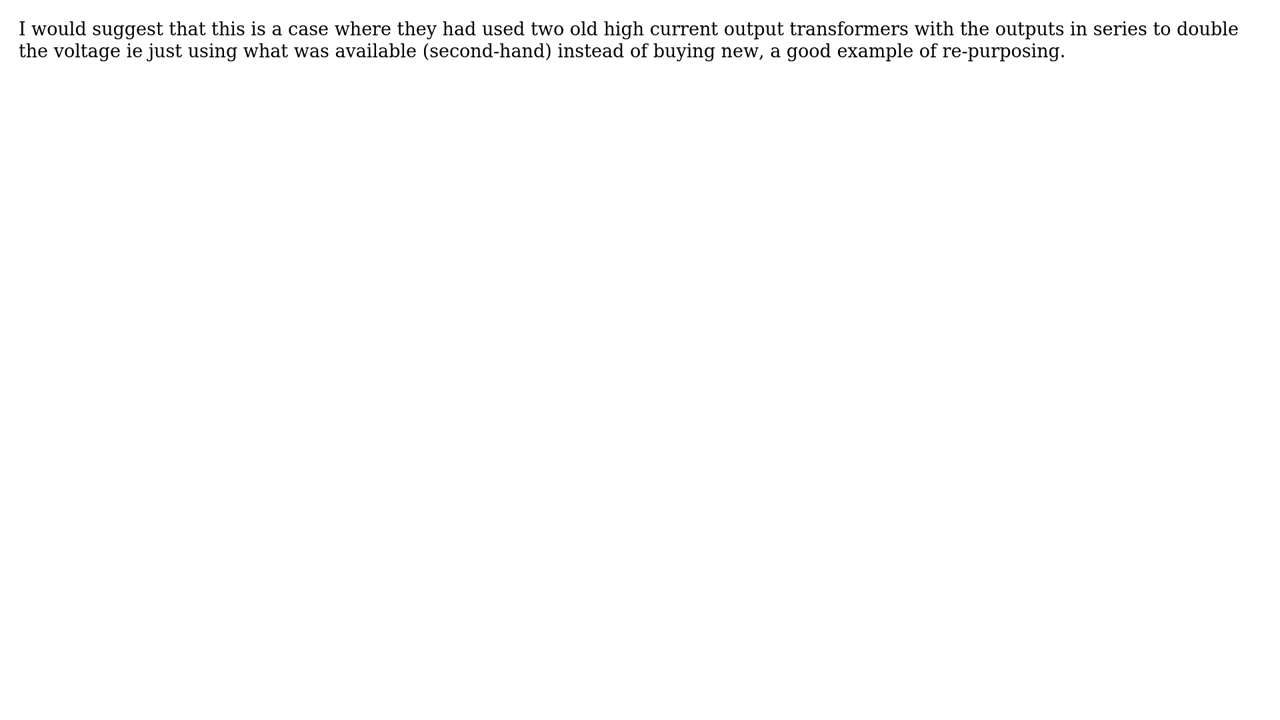 I would suggest that this is a case where they had used two old high current output transformers with the outputs in series to double
the voltage ie just using what was available (second-hand) instead of buying new, a good example of re-purposing.